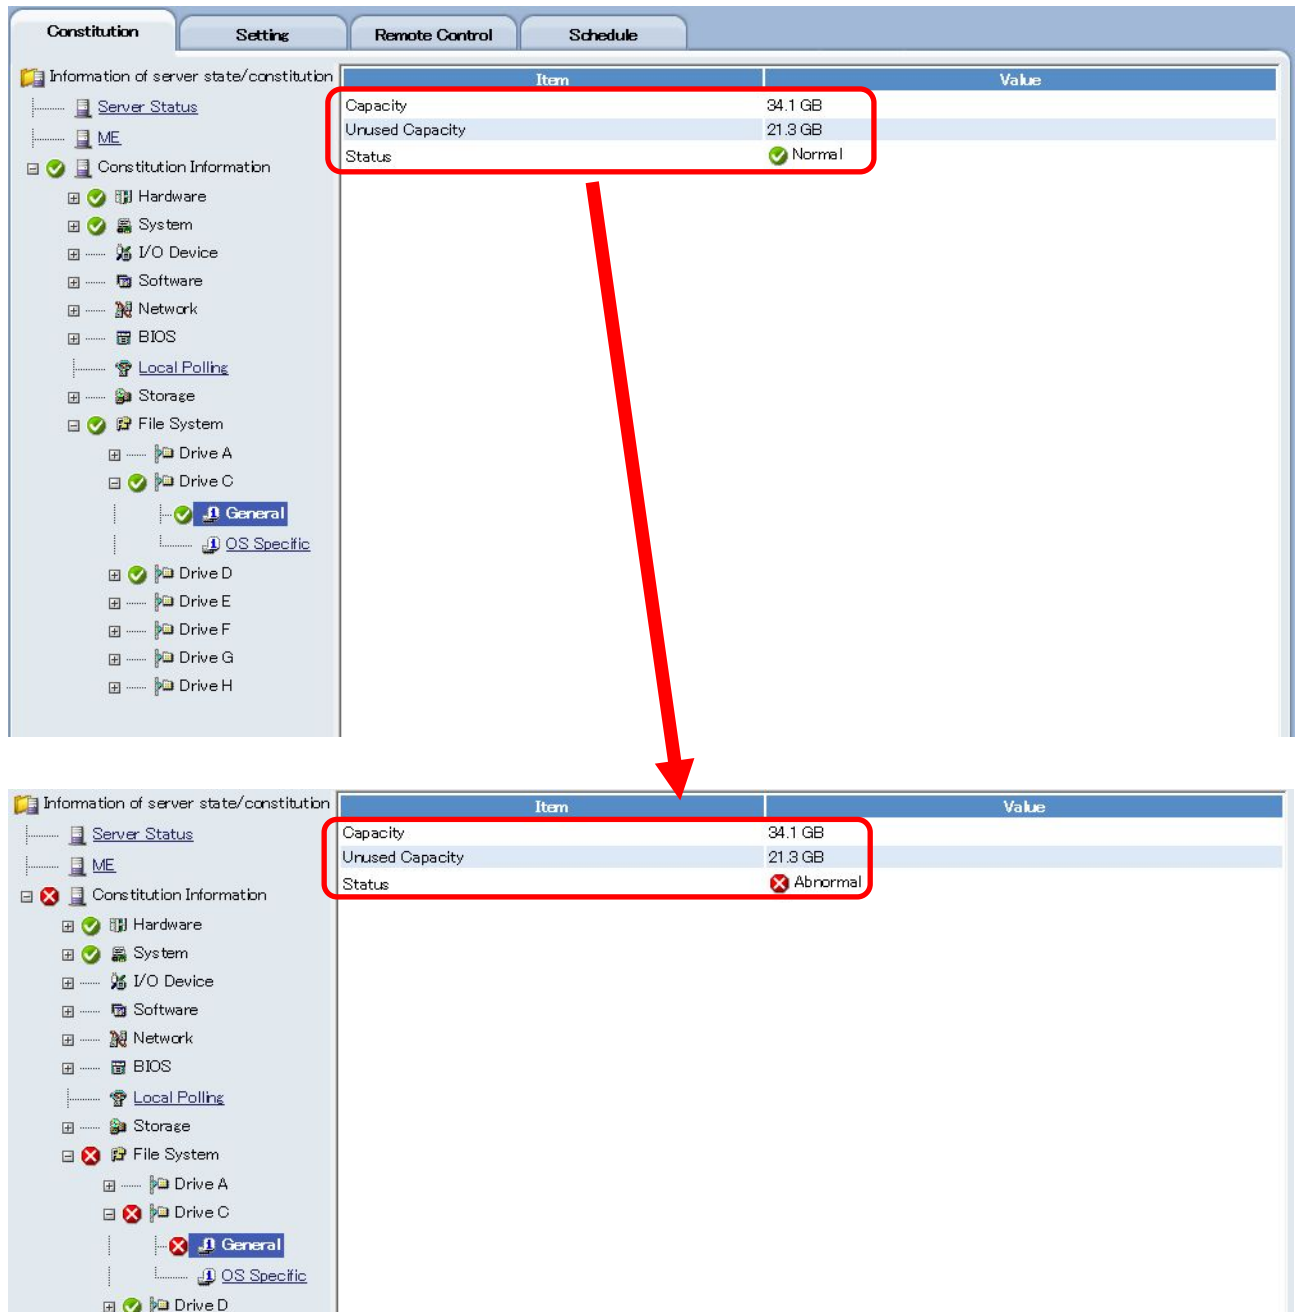 Constitution Setting Remote Control Schedule
Information of server state/constitution
Server Status
ME
Constitution Information
Hardware
System
I/O Device
Software
Network
BIOS
Local Polling
Storage
File System
Drive A
Drive C
General
OS Specific
Drive D
Drive E
Drive F
Drive G
Drive H
Item Value
Capacity 34.1 GB
Unused Capacity 21.3 GB
Status Normal
Information of server state/constitution
Server Status
ME
Constitution Information
Hardware
System
I/O Device
Software
Network
BIOS
Local Polling
Storage
File System
Drive A
Drive C
General
OS Specific
Drive D
Item Value
Capacity 34.1 GB
Unused Capacity 21.3 GB
Status Abnormal